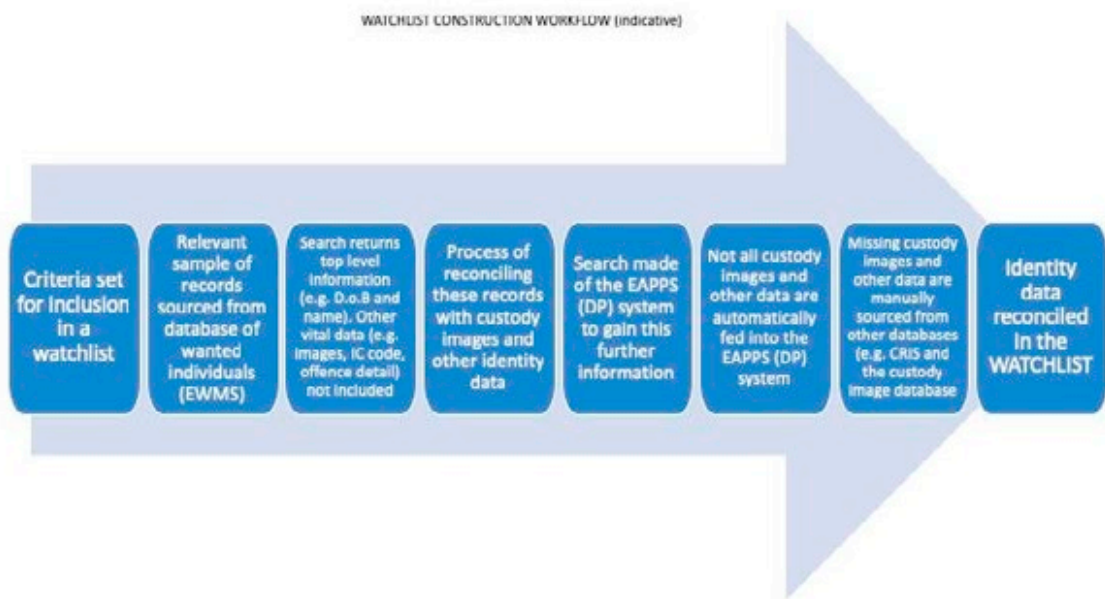 WATCHLIST CONSTRUCTION WORKFLOW (indicative)
Criteria set
for inclusion
in a
watchlist
Relevant
sample of
records
sourced from
database of
wanted
individuals
(EWMS)
Search returns
top level
information
(e.g. D.o.B and
name). Other
vital data (e.g.
images, IC code,
offence detail)
not included
Process of
reconciling
these records
with custody
images and
other identity
data
Search made
of the EAPPS
(DP) system
to gain this
further
information
Not all custody
images and
other data are
automatically
fed into the
EAPPS (DP)
system
Missing custody
images and
other data are
manually
sourced from
other databases
(e.g. CRIS and
the custody
image database
Identity
data
reconciled
in the
WATCHLIST